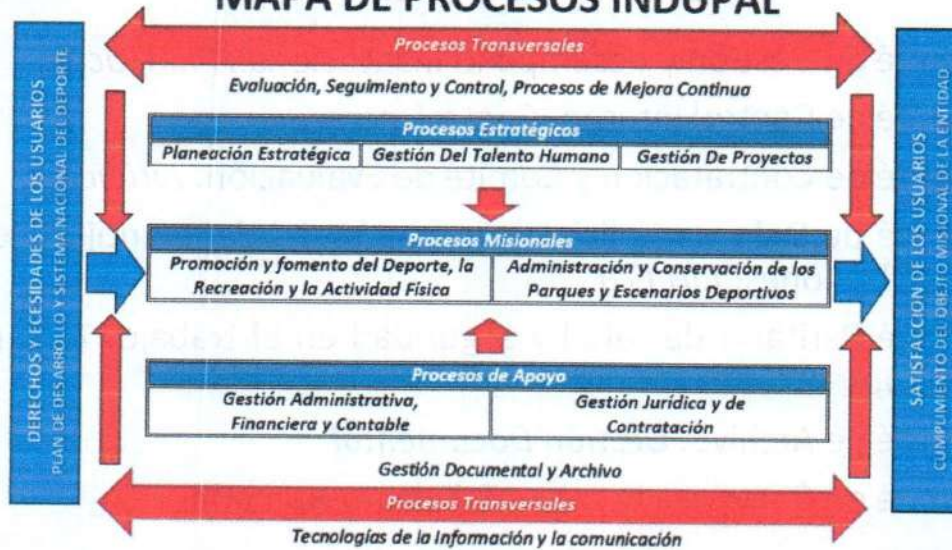 MAPA DE PROCESOS INDUPAL
DERECHOS Y ECESIDADES DE LOS USUARIOS
PLAN DE DESARROLLO Y SISTEMA NACIONAL DEL DEPORTE
Procesos Transversales
Evaluación, Seguimiento y Control, Procesos de Mejora Continua
Procesos Estratégicos
Planeación Estratégica
Gestión Del Talento Humano
Gestión De Proyectos
Procesos Misionales
Promoción y fomento del Deporte, la
Recreación y la Actividad Física
Administración y Conservación de los
Parques y Escenarios Deportivos
Procesos de Apoyo
Gestión Administrativa,
Financiera y Contable
Gestión Jurídica y de
Contratación
Gestión Documental y Archivo
Procesos Transversales
Tecnologías de la Información y la comunicación
SATISFACCION DE LOS USUARIOS
CUMPLIMIENTO DEL OBEJTO MISIONAL DE LA ENTIDAD